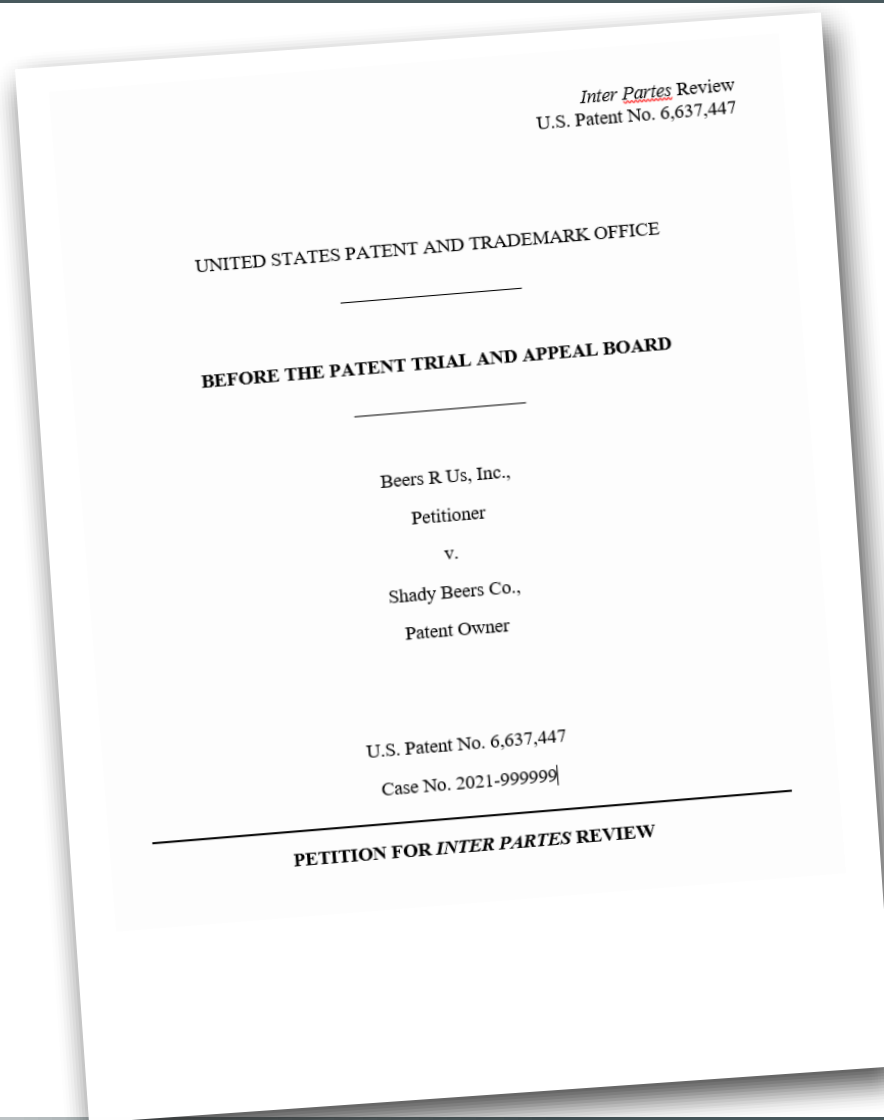 Inter Partes Review
U.S. Patent No. 6,637,447
UNITED STATES PATENT AND TRADEMARK OFFICE
BEFORE THE PATENT TRIAL AND APPEAL BOARD
Beers R Us, Inc.,
Petitioner
v.
Shady Beers Co.,
Patent Owner
U.S. Patent No. 6,637,447
Case No. 2021-999999
PETITION FOR INTER PARTES REVIEW